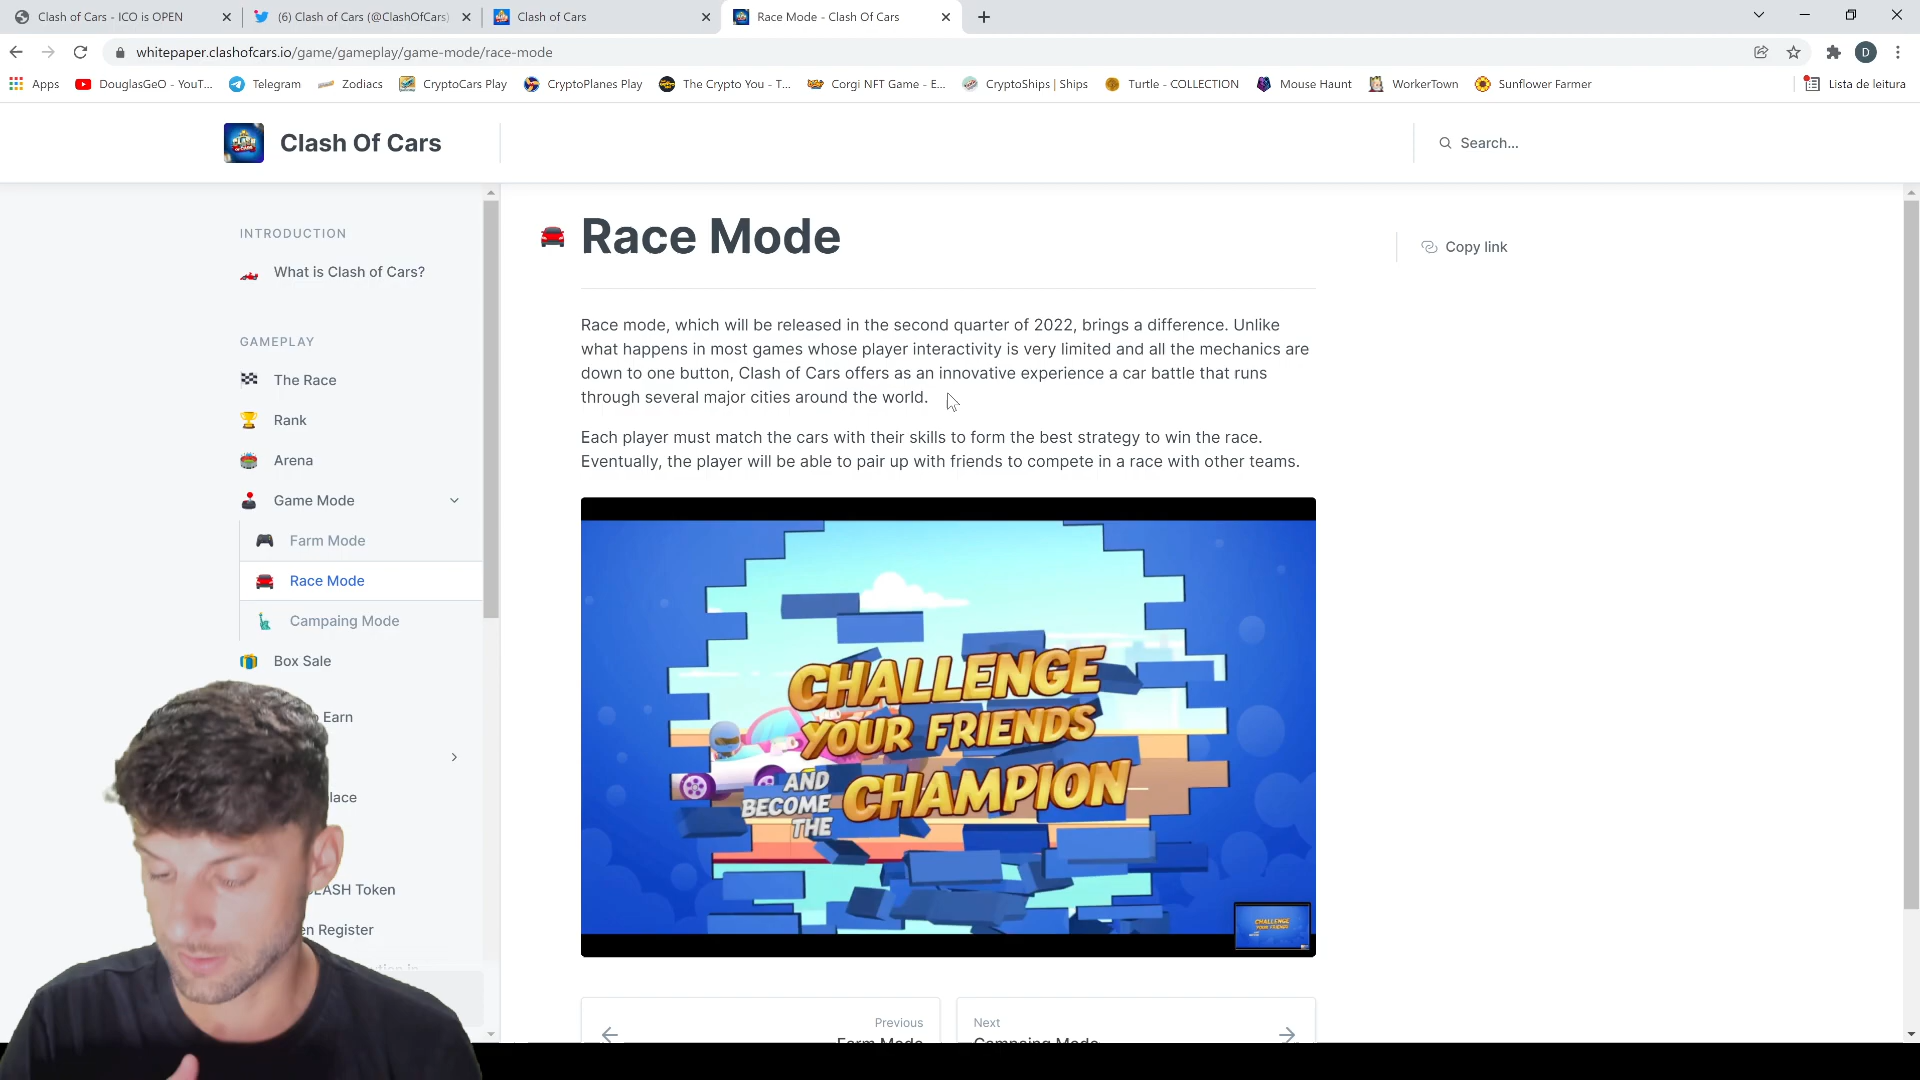 Clash of Cars - ICO is OPEN
(6) Clash of Cars (@ClashOfCars)
Clash of Cars
Race Mode - Clash Of Cars
whitepaper.clashofcars.io/game/gameplay/game-mode/race-mode
D
Apps
DouglasGeO - YouT...
Telegram
Zodiacs
CryptoCars Play
CryptoPlanes Play
The Crypto You - T...
Corgi NFT Game - E...
CryptoShips | Ships
Turtle - COLLECTION
Mouse Haunt
WorkerTown
Sunflower Farmer
Lista de leitura
Clash Of Cars
Search...
INTRODUCTION
What is Clash of Cars?
GAMEPLAY
The Race
Rank
Arena
Game Mode
Farm Mode
Race Mode
Campaing Mode
Box Sale
Earn
lace
LASH Token
en Register
Race Mode
Copy link
Race mode, which will be released in the second quarter of 2022, brings a difference. Unlike
what happens in most games whose player interactivity is very limited and all the mechanics are
down to one button, Clash of Cars offers as an innovative experience a car battle that runs
through several major cities around the world.
Each player must match the cars with their skills to form the best strategy to win the race.
Eventually, the player will be able to pair up with friends to compete in a race with other teams.
CHALLENGE
YOUR FRIENDS
AND
BECOME
THE
CHAMPION
CHALLENGE
YOUR FRIENDS
Previous
Farm Mode
Next
Campaing Mode